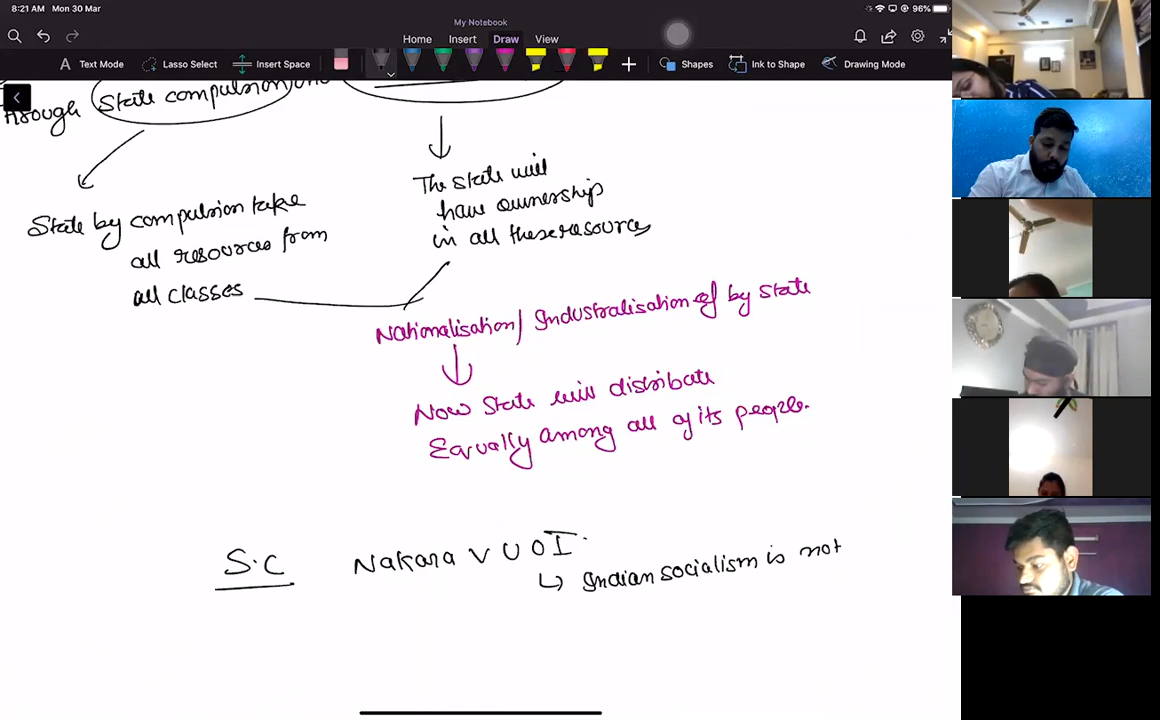 8:21 AM Mon 30 Mar
96%
My Notebook
Home Insert Draw View
Text Mode Lasso Select Insert Space Shapes Ink to Shape Drawing Mode
Through State compulsion
State by compulsion take
all resources from
all classes
The State will
have ownership
in all these resources
Nationalisation/ Industralisation of by state
Now State will distribate
Equally among all of its people.
S.C Nakara V U O I
Indian socialism is not